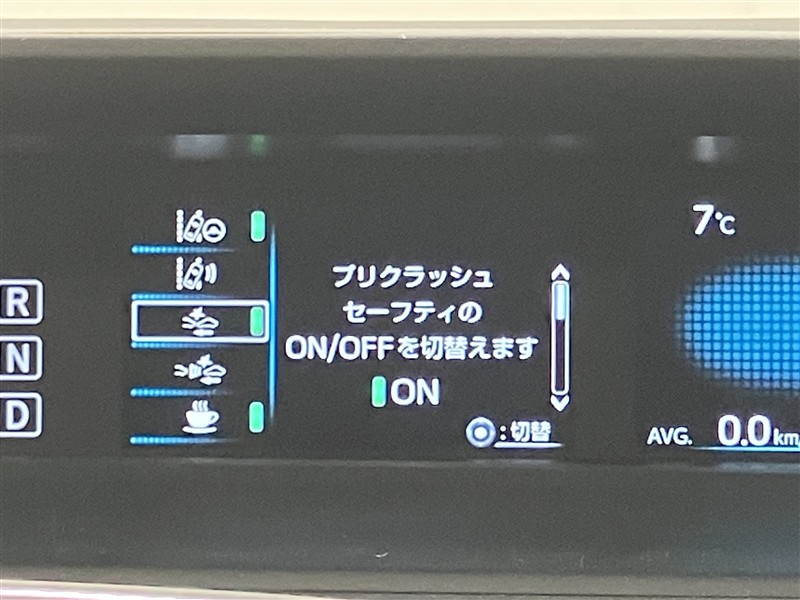 7℃
R
N
D
プリクラッシュ
セーフティの
ON/OFFを切替えます
ON
:切替
AVG. 0.0 km/